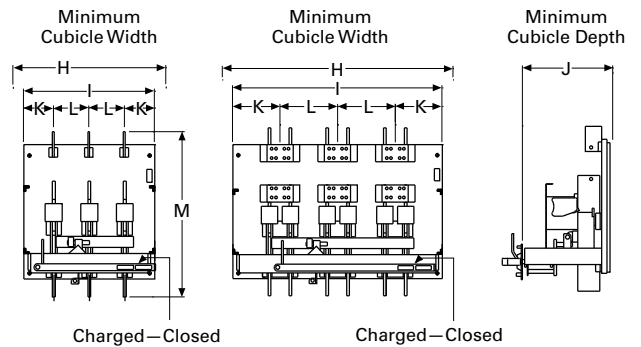 Minimum
Cubicle Width
Minimum
Cubicle Width
Minimum
Cubicle Depth
H
H
J
I
I
K L L K
K L L K
M
Charged—Closed
Charged—Closed